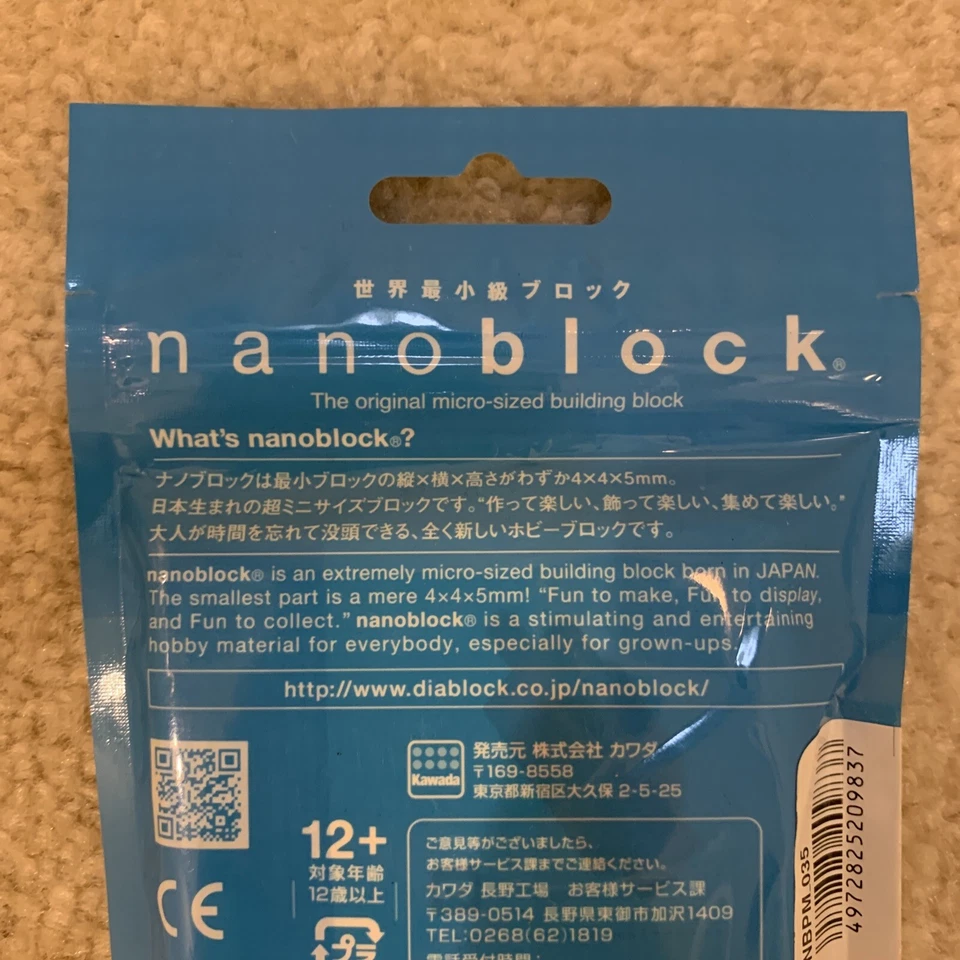 世界最小級ブロック
nanoblock®
The original micro-sized building block
What's nanoblock®?
ナノブロックは最小ブロックの縦×横×高さがわずか4×4×5mm。
日本生まれの超ミニサイズブロックです。“作って楽しい、飾って楽しい、集めて楽しい。”
大人が時間を忘れて没頭できる、全く新しいホビーブロックです。
nanoblock® is an extremely micro-sized building block born in JAPAN.
The smallest part is a mere 4×4×5mm! “Fun to make, Fun to display,
and Fun to collect.” nanoblock® is a stimulating and entertaining
hobby material for everybody, especially for grown-ups.
http://www.diablock.co.jp/nanoblock/
Kawada
発売元 株式会社 カワダ
〒169-8558
東京都新宿区大久保 2-5-25
12+
対象年齢
12歳以上
CE
プラ
ご意見等がございましたら、
お客様サービス課までご連絡ください。
カワダ 長野工場 お客様サービス課
〒389-0514 長野県東御市加沢1409
TEL:0268(62)1819
電話受付時間:
NBPM_035
4972825209837